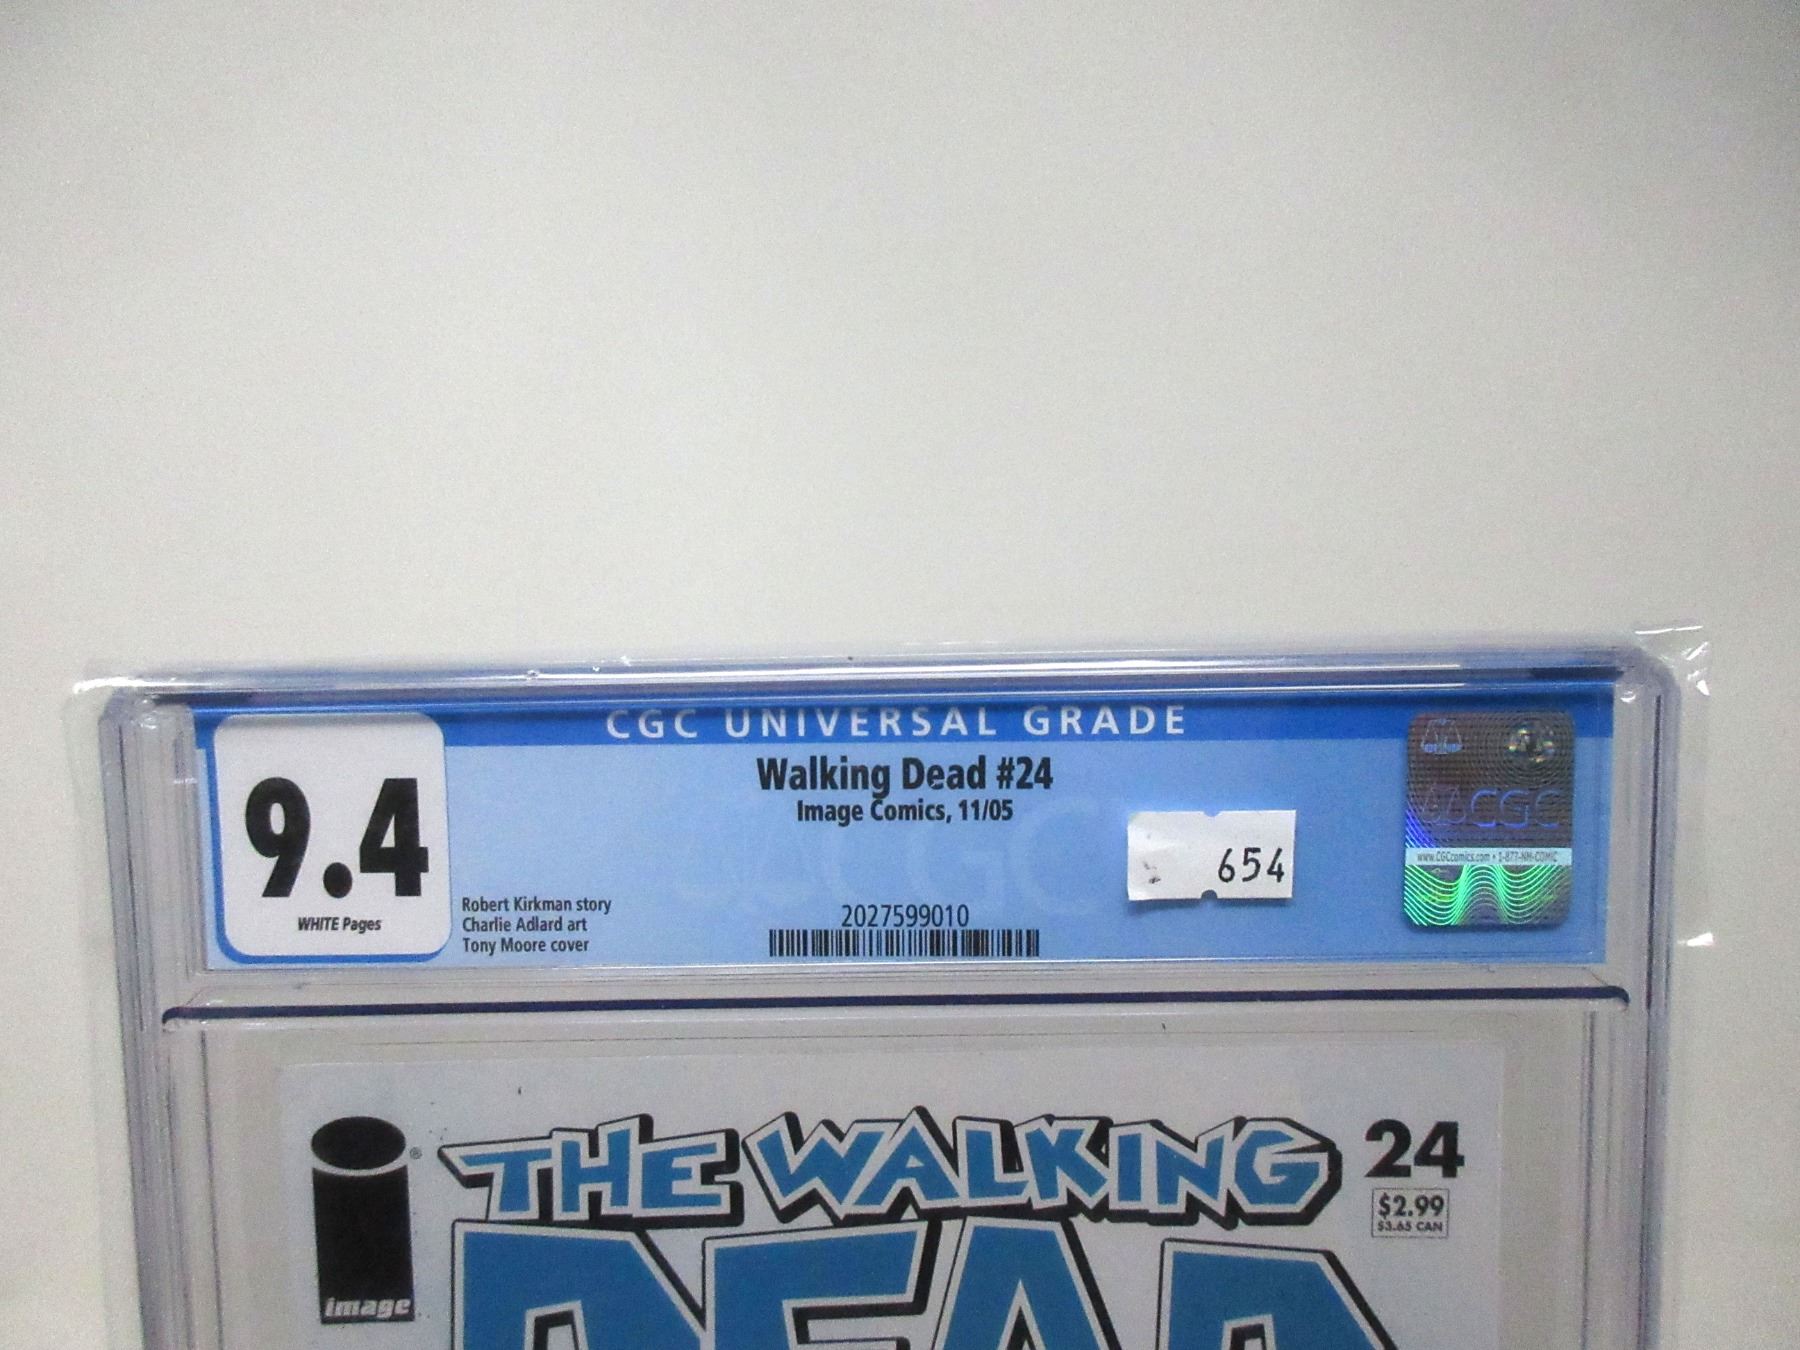 CGC UNIVERSAL GRADE
9.4
WHITE Pages
Walking Dead #24
Image Comics, 11/05
Robert Kirkman story
Charlie Adlard art
Tony Moore cover
2027599010
654
CGC
www.CGCcomics.com • 1-877-NM-COMIC
THE WALKING
DEAD
24
$2.99
$3.65 CAN
image
®